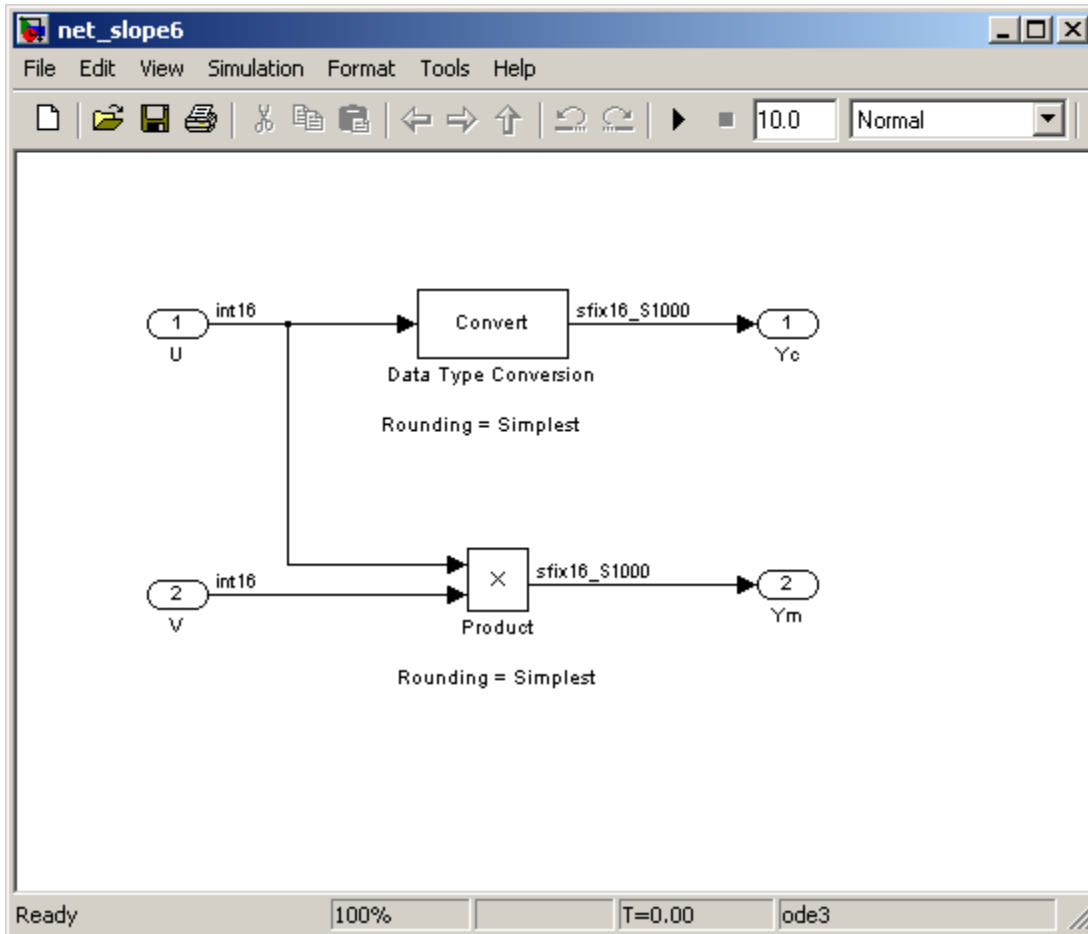 net_slope6
File Edit View Simulation Format Tools Help
10.0 Normal
int16 sfix16_S1000
1 Convert 1
U Yc
Data Type Conversion
Rounding = Simplest
int16 × sfix16_S1000
2 2
V Product Ym
Rounding = Simplest
Ready 100% T=0.00 ode3